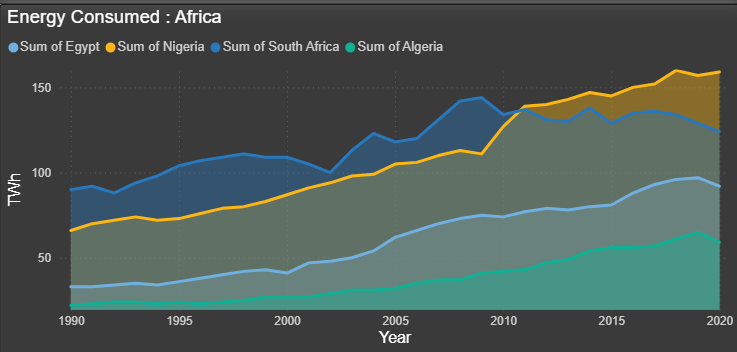 Energy Consumed : Africa
Sum of Egypt Sum of Nigeria Sum of South Africa Sum of Algeria
150
100
50
TWh
1990 1995 2000 2005 2010 2015 2020
Year